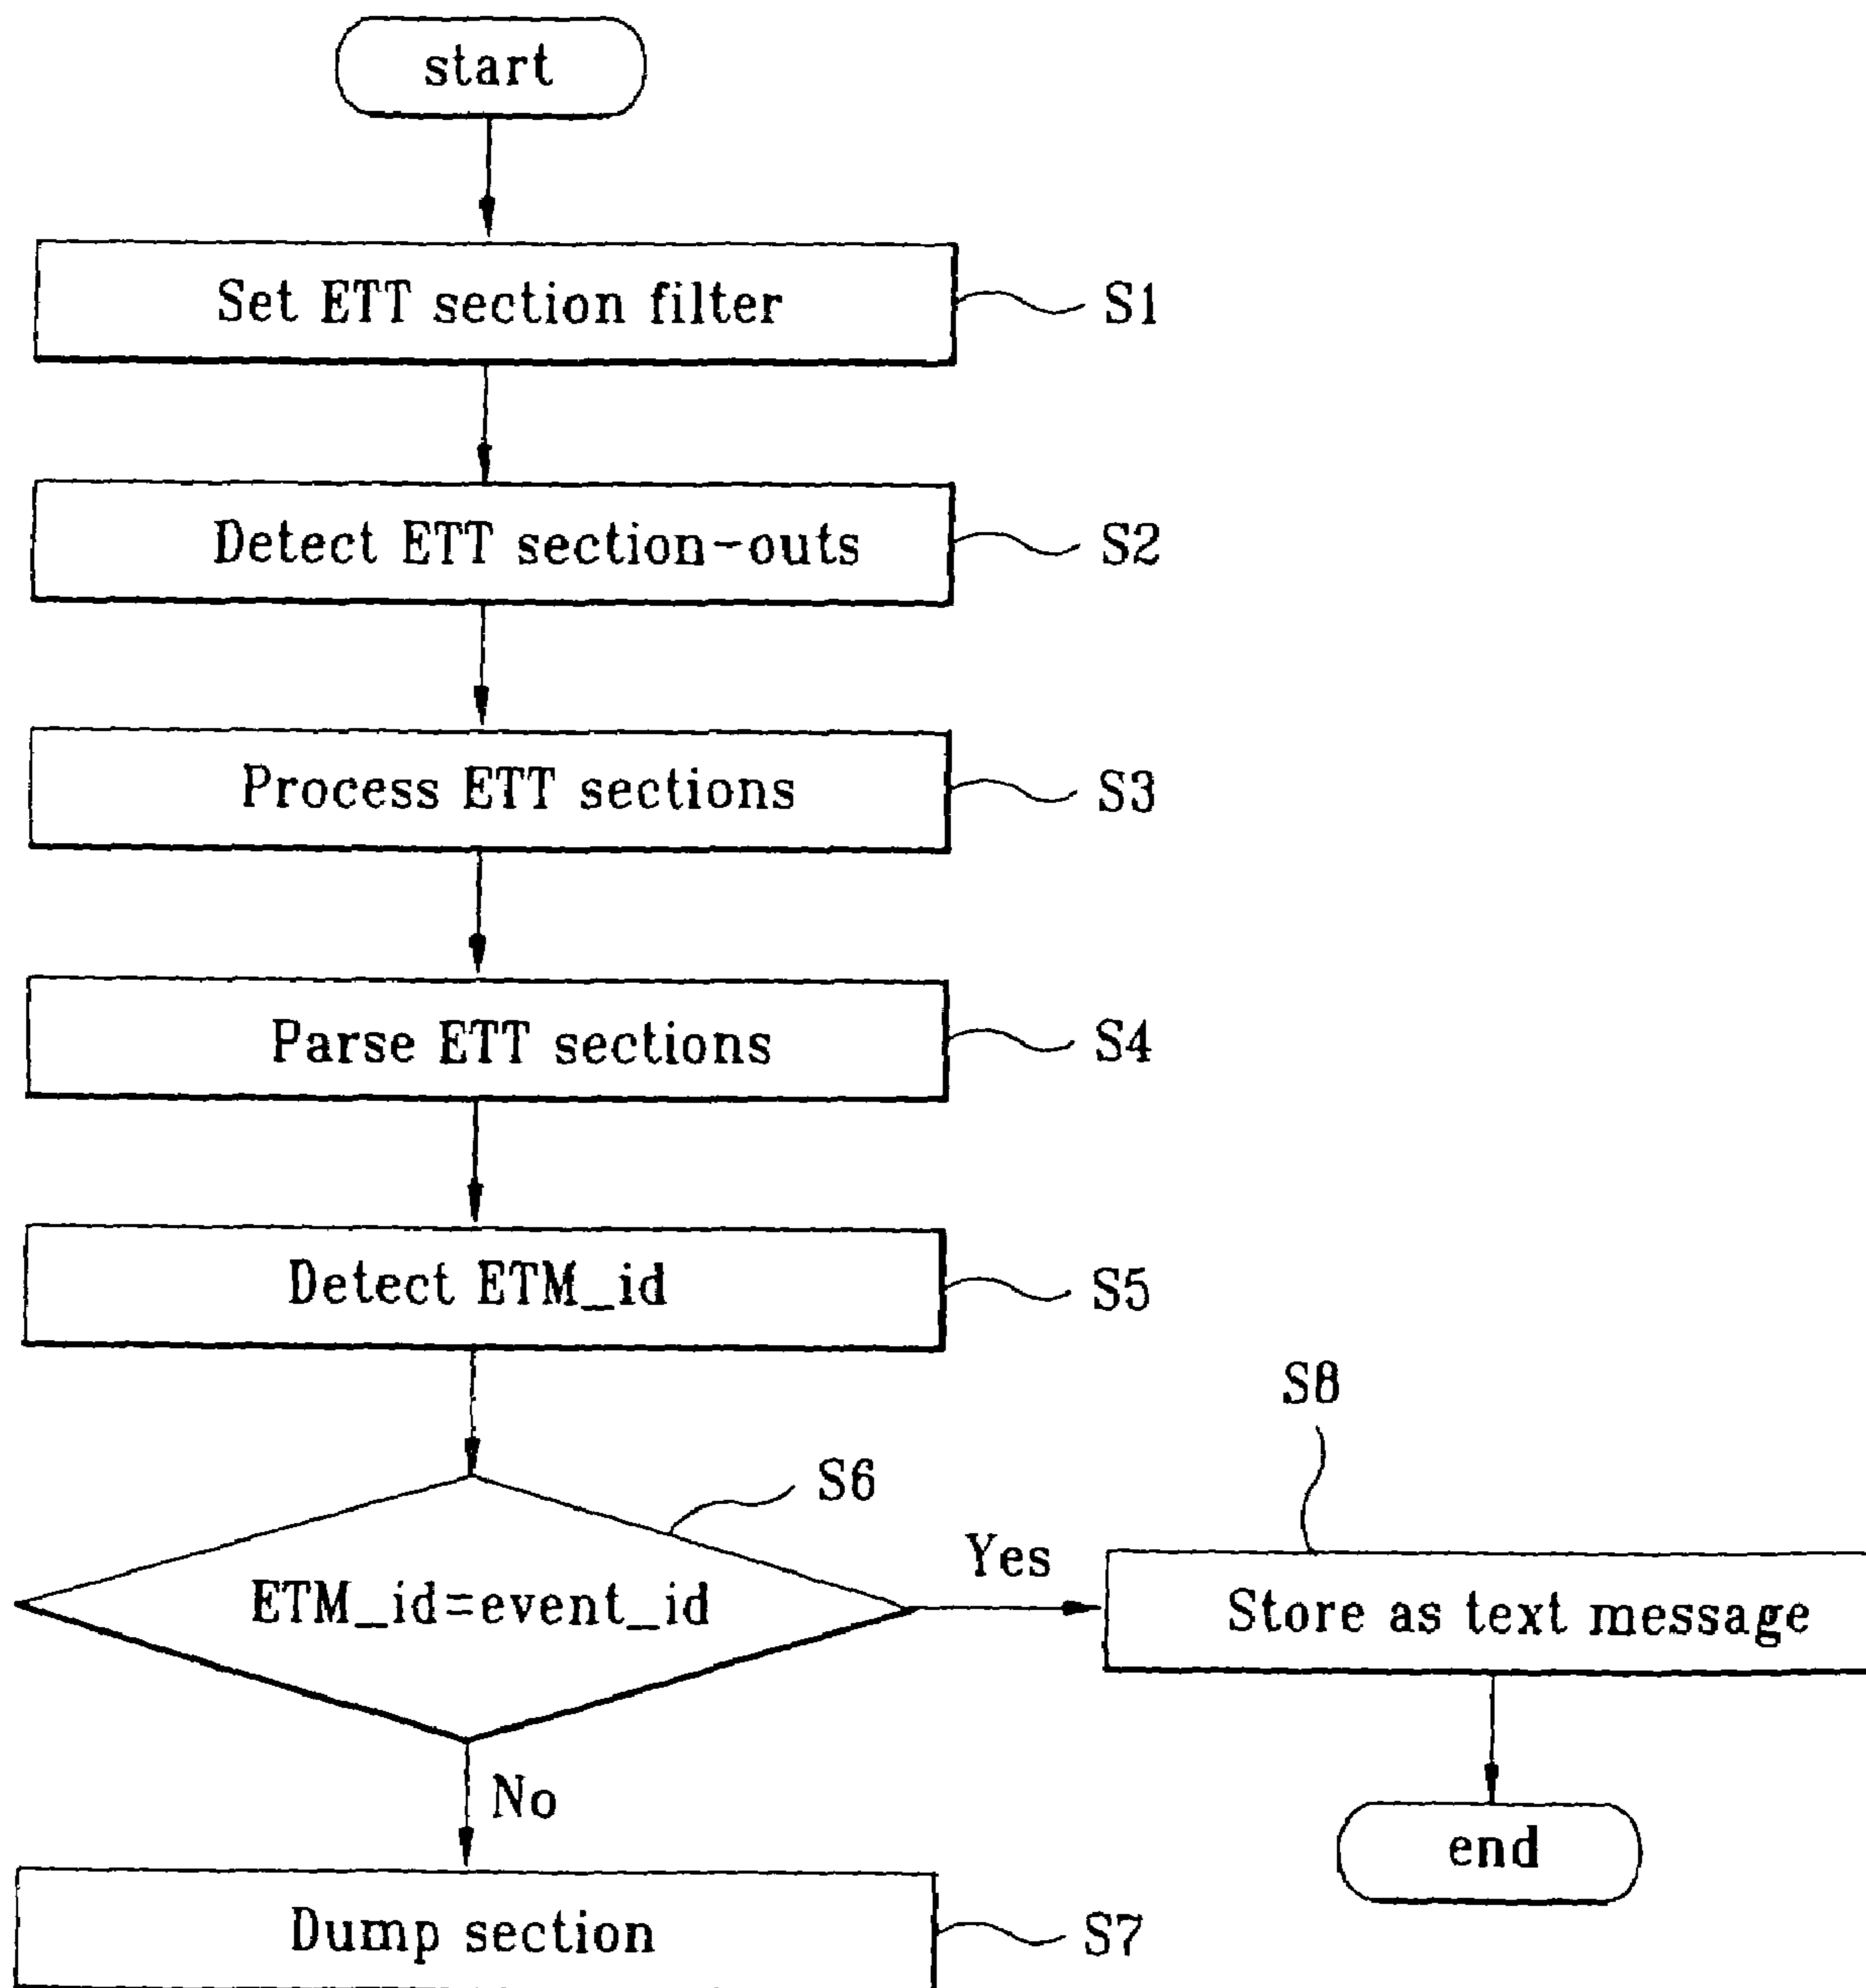 start
Set ETT section filter
S1
Detect ETT section-outs
S2
Process ETT sections
S3
Parse ETT sections
S4
Detect ETM_id
S5
S8
S6
Yes
ETM_id=event_id
Store as text message
No
end
Dump section
S7